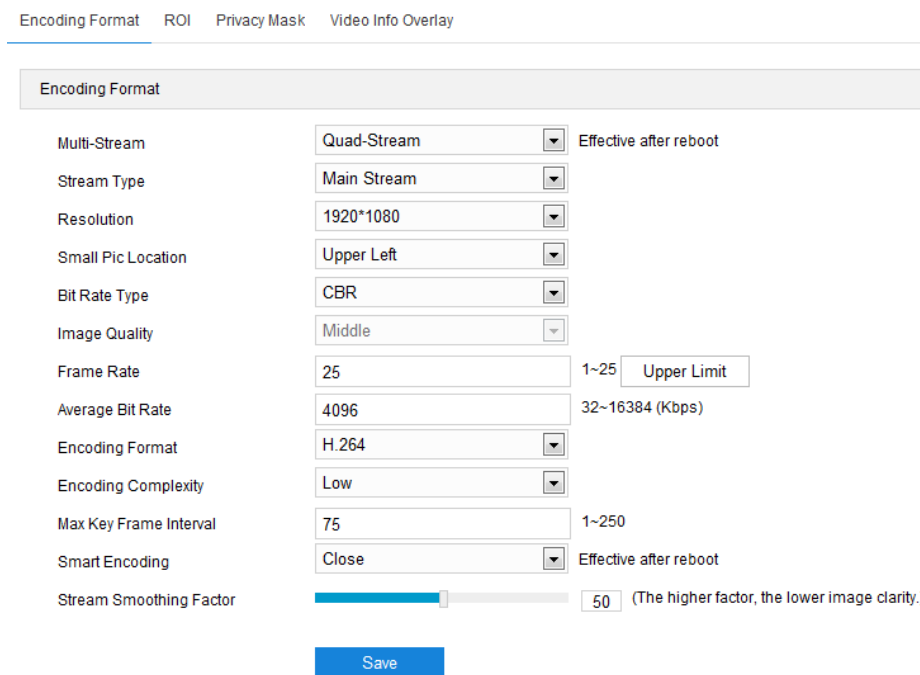 Encoding Format ROI Privacy Mask Video Info Overlay
Encoding Format
Multi-Stream Quad-Stream Effective after reboot
Stream Type Main Stream
Resolution 1920*1080
Small Pic Location Upper Left
Bit Rate Type CBR
Image Quality Middle
Frame Rate 25 1~25 Upper Limit
Average Bit Rate 4096 32~16384 (Kbps)
Encoding Format H.264
Encoding Complexity Low
Max Key Frame Interval 75 1~250
Smart Encoding Close Effective after reboot
Stream Smoothing Factor 50 (The higher factor, the lower image clarity.
Save